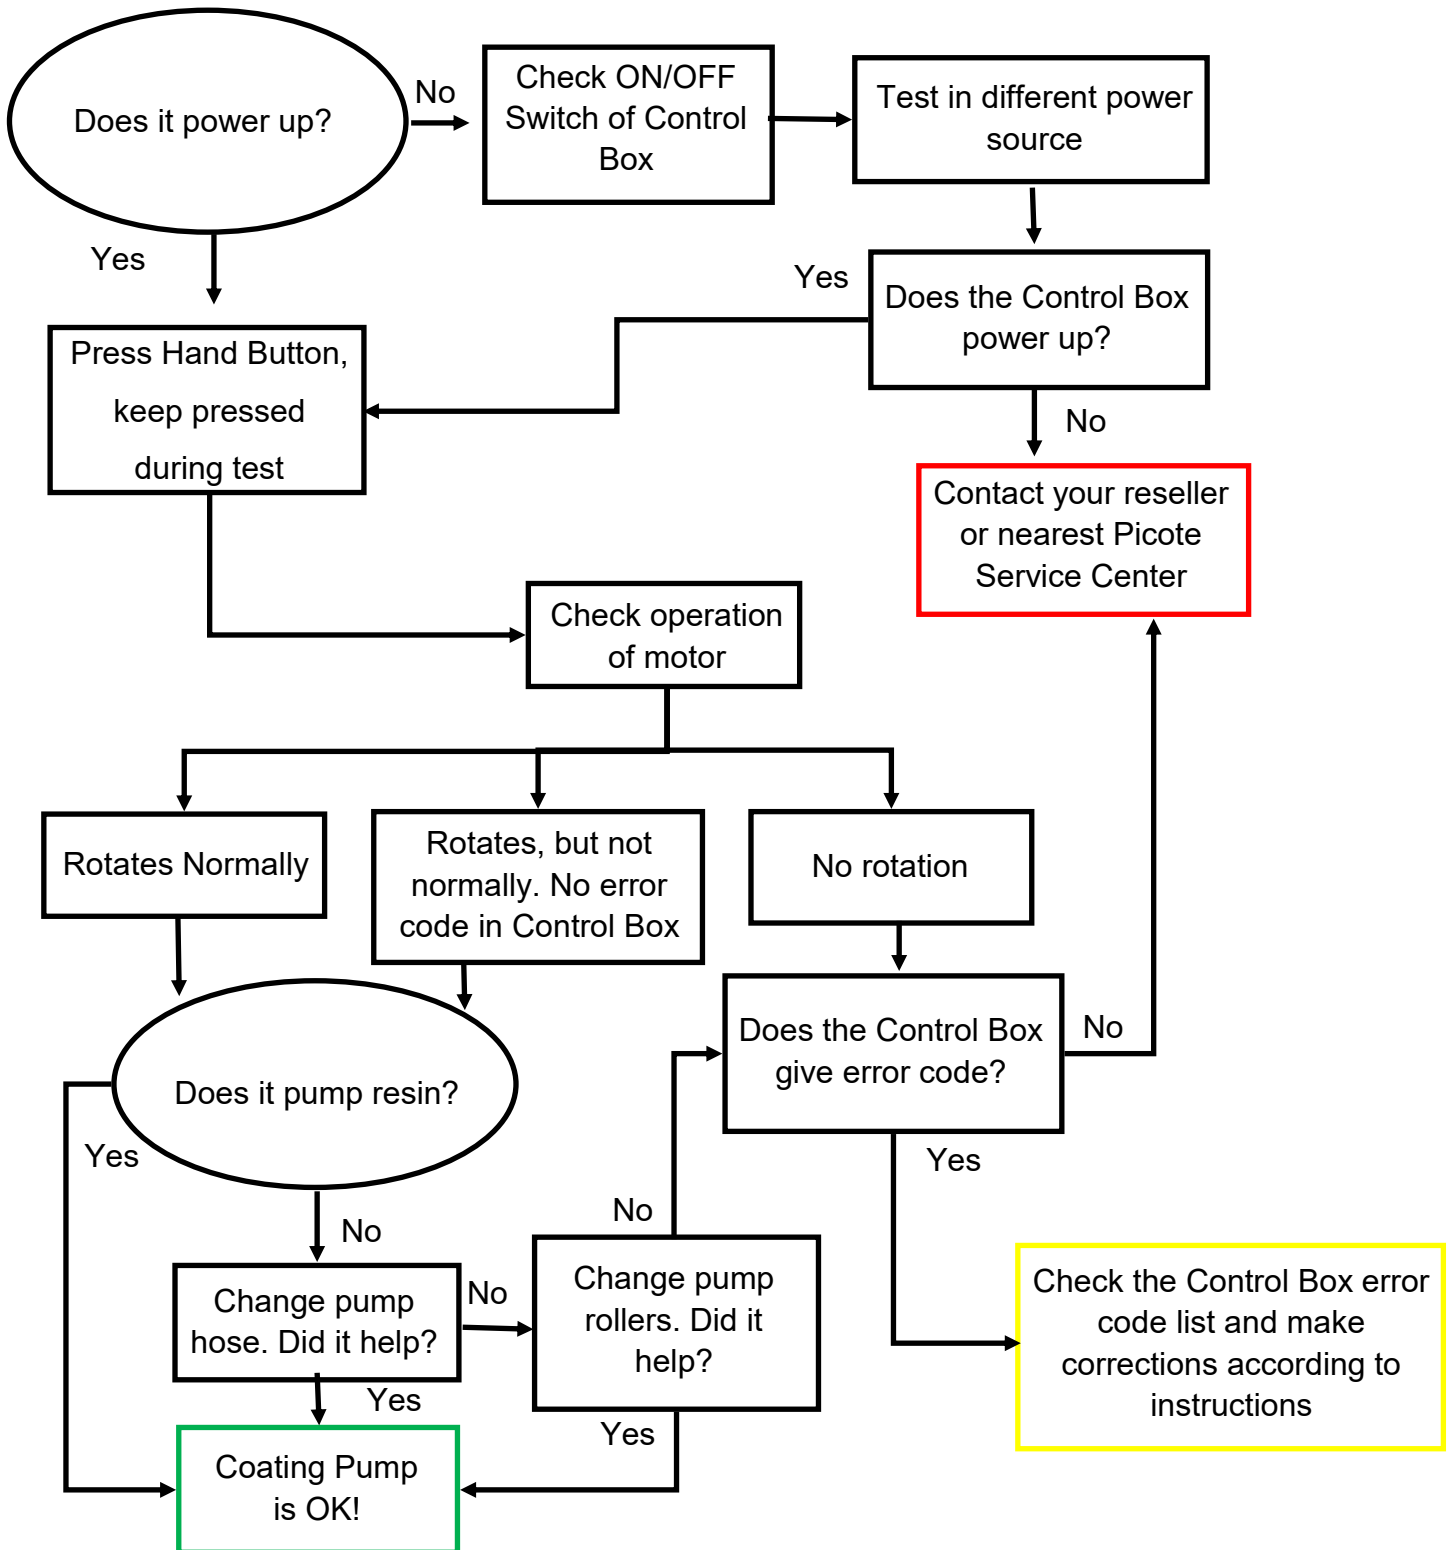 Does it power up?
No
Check ON/OFF
Switch of Control
Box
Test in different power
source
Yes
Yes
Does the Control Box
power up?
Press Hand Button,
keep pressed
during test
No
Contact your reseller
or nearest Picote
Service Center
Check operation
of motor
Rotates Normally
Rotates, but not
normally. No error
code in Control Box
No rotation
Does it pump resin?
Does the Control Box
give error code?
No
Yes
Yes
No
No
Change pump
hose. Did it help?
No
Change pump
rollers. Did it
help?
Check the Control Box error
code list and make
corrections according to
instructions
Yes
Yes
Coating Pump
is OK!